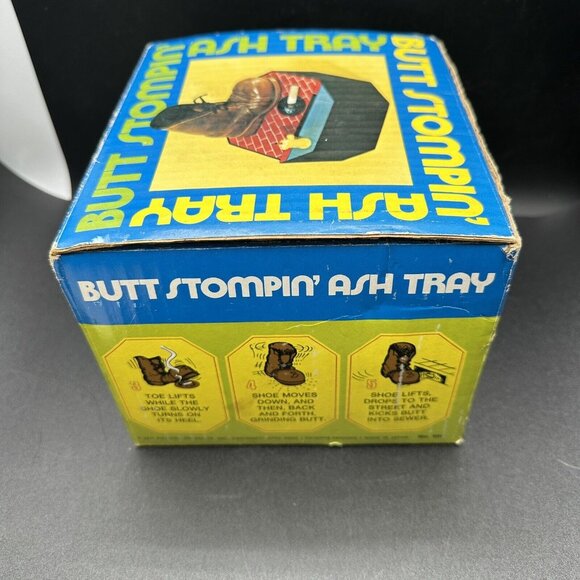 BUTT STOMPIN' ASH TRAY
BUTT STOMPIN' ASH TRAY
BUTT STOMPIN' ASH TRAY
3
TOE LIFTS
WHILE THE
SHOE SLOWLY
TURNS ON
ITS HEEL.
4
SHOE MOVES
DOWN, AND
THEN, BACK
AND FORTH,
GRINDING BUTT.
5
SHOE LIFTS,
DROPS TO THE
STREET AND
KICKS BUTT
INTO SEWER.